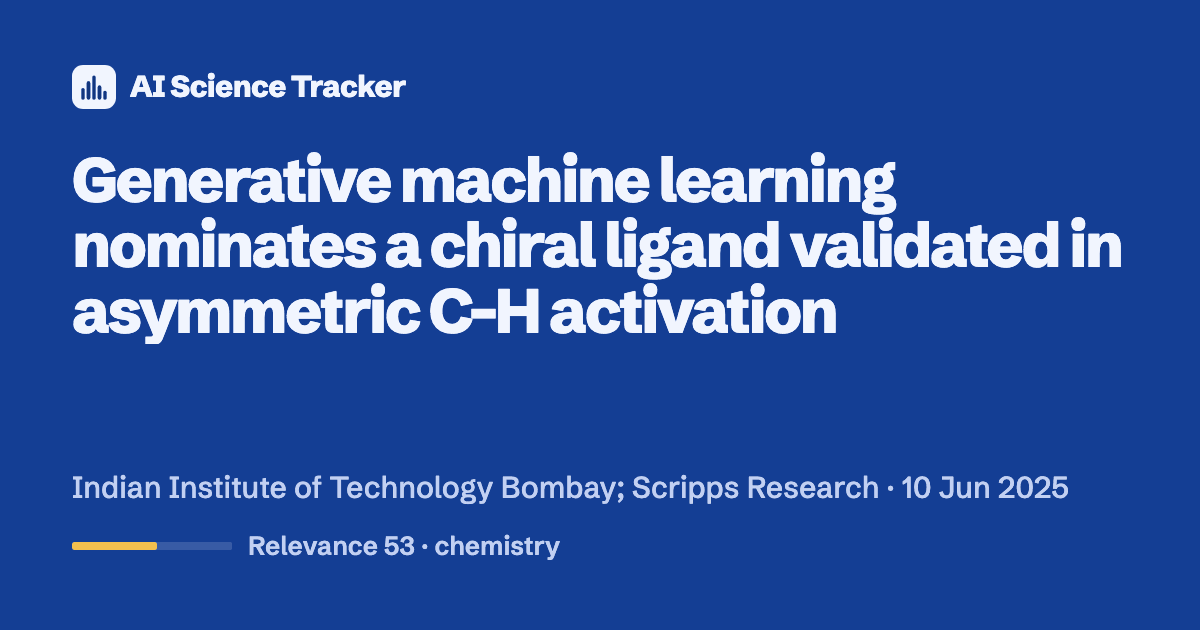 AI Science Tracker
Generative machine learning
nominates a chiral ligand validated in
asymmetric C–H activation
Indian Institute of Technology Bombay; Scripps Research · 10 Jun 2025
Relevance 53 · chemistry